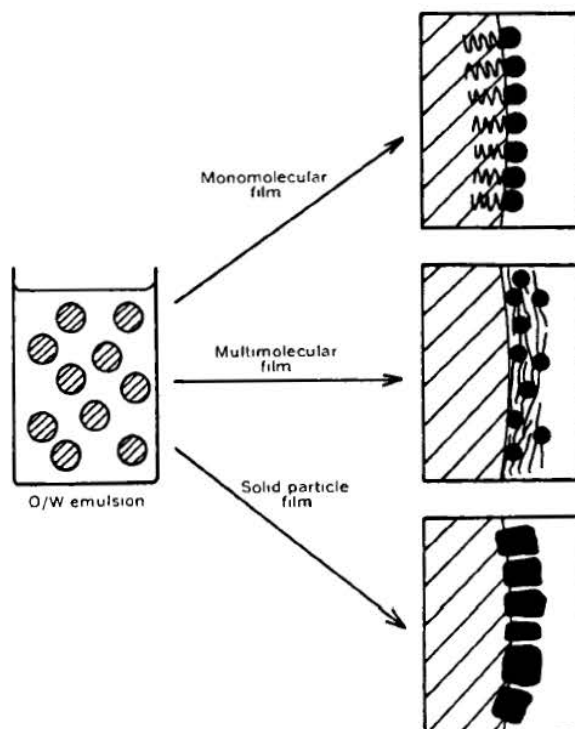 Monomolecular
film
Multimolecular
film
Solid particle
film
O/W emulsion